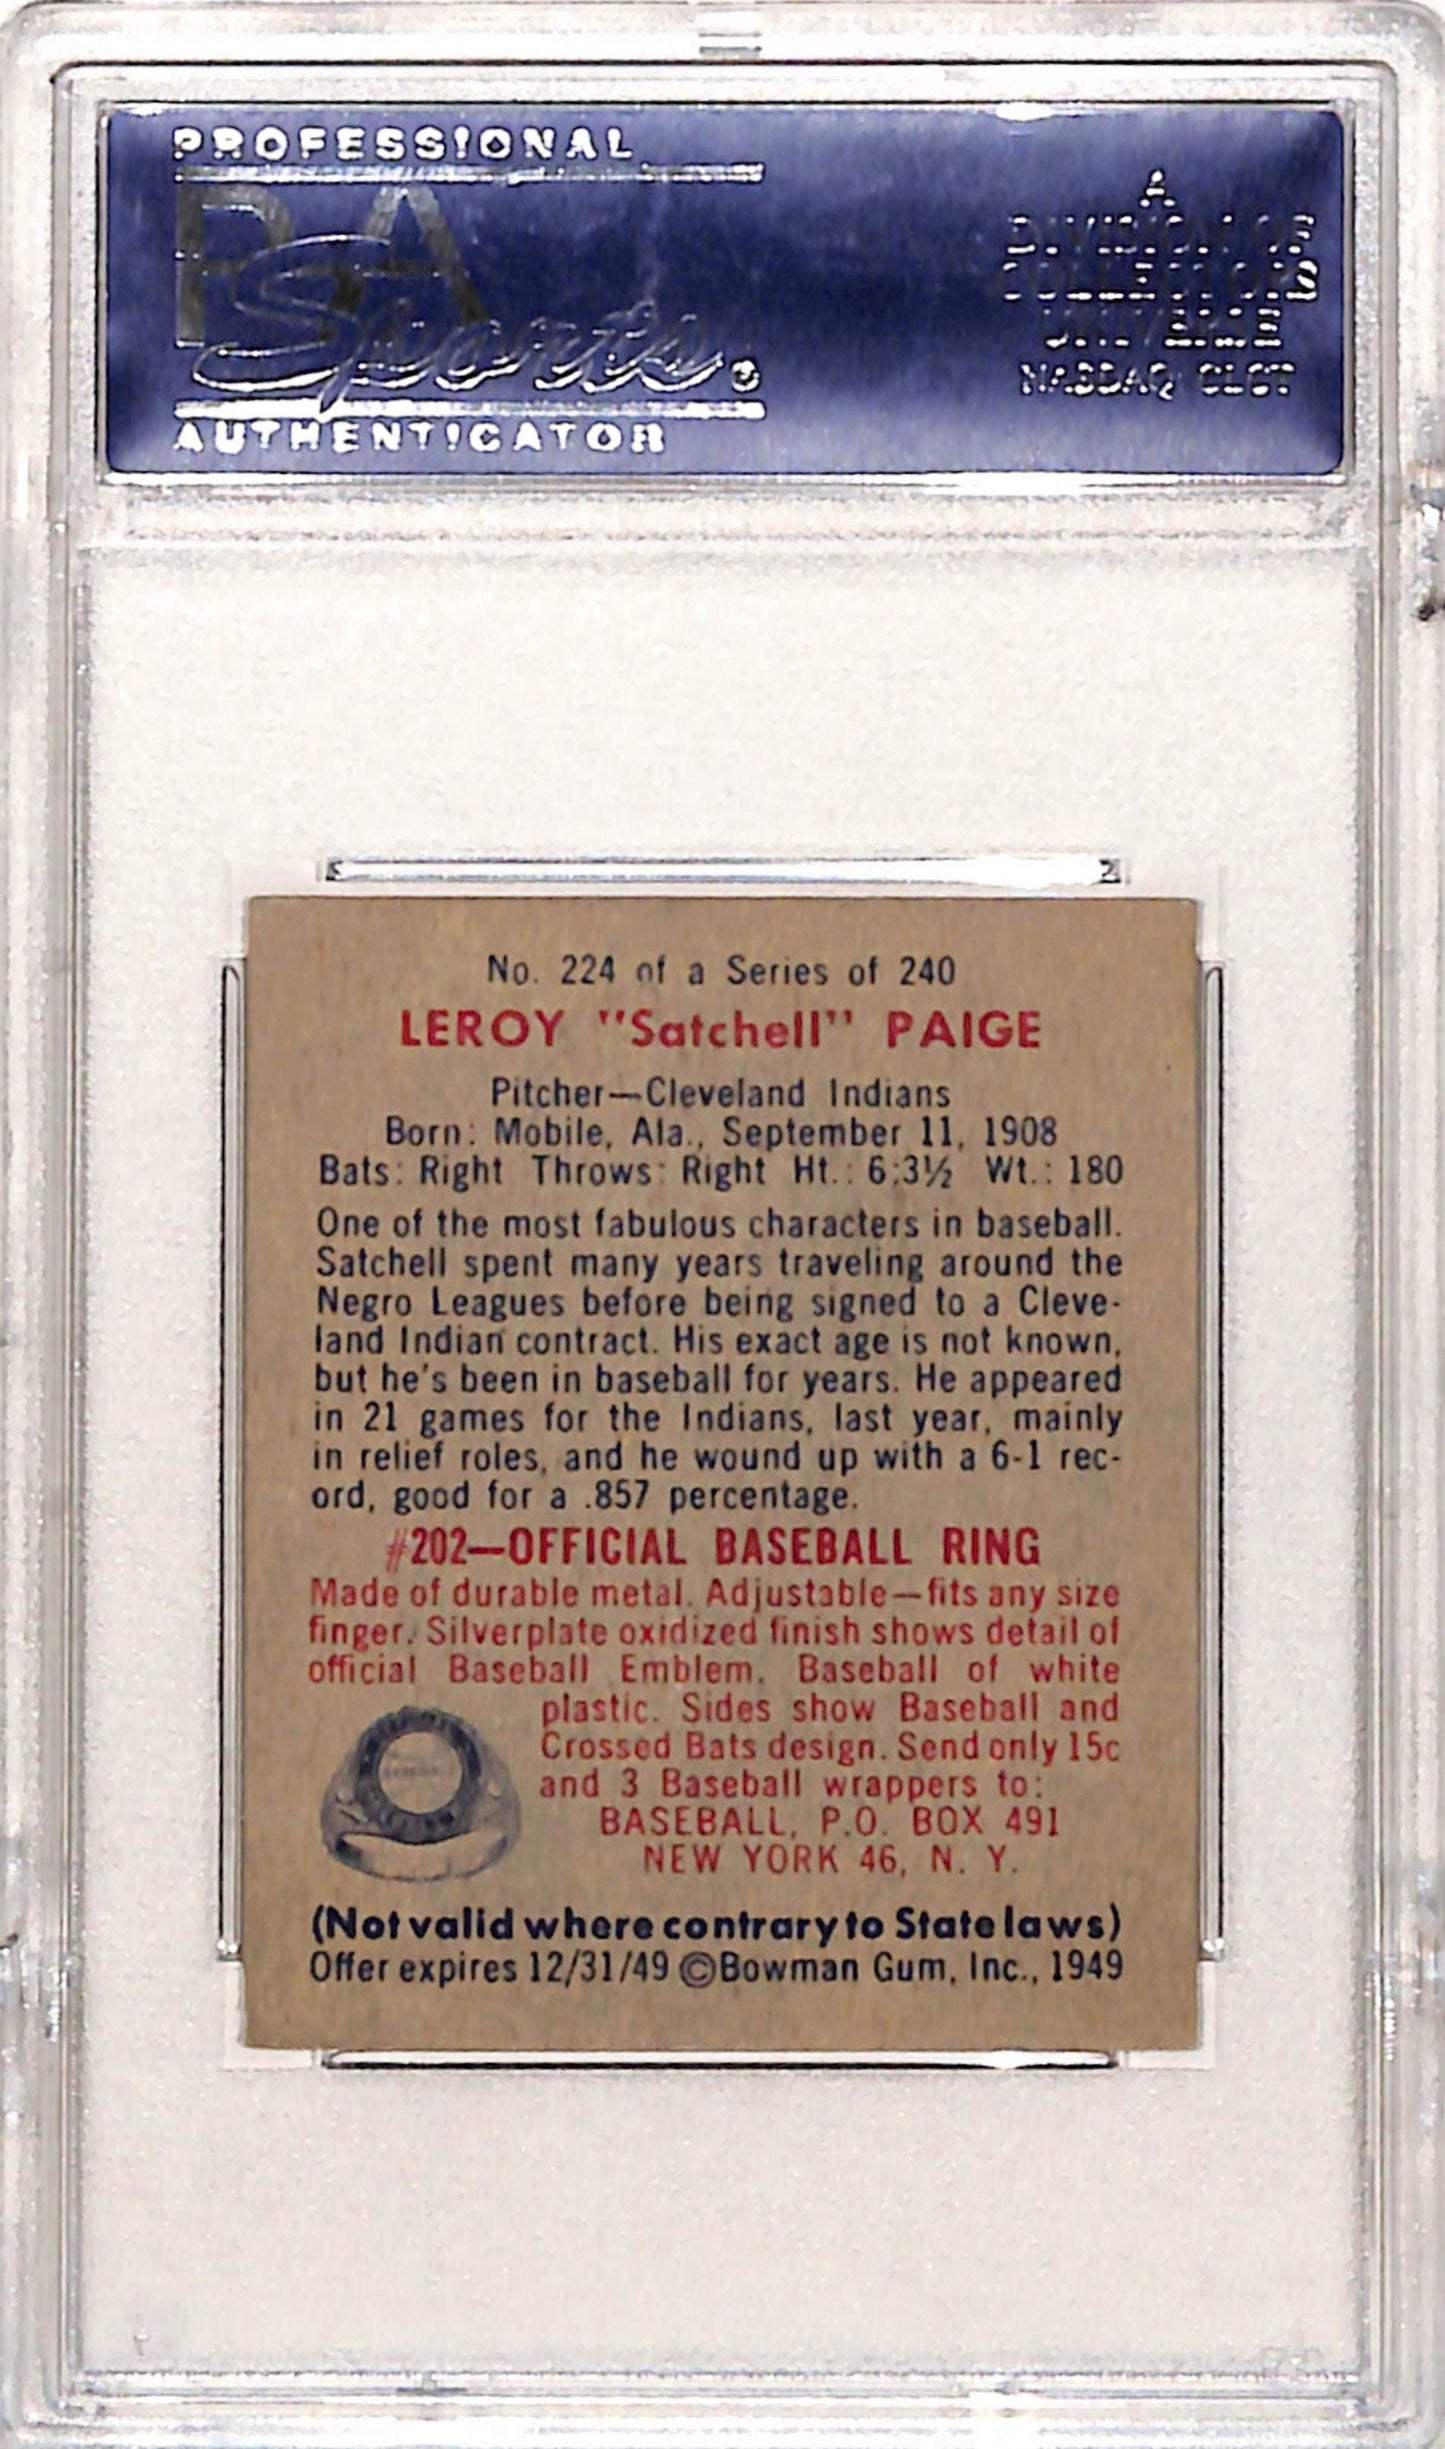 PROFESSIONAL
PSA
Sports
AUTHENTICATOR
A
DIVISION OF
COLLECTORS
UNIVERSE
NASDAQ: CLCT
No. 224 of a Series of 240
LEROY "Satchell" PAIGE
Pitcher—Cleveland Indians
Born: Mobile, Ala., September 11, 1908
Bats: Right Throws: Right Ht.: 6:3½ Wt.: 180
One of the most fabulous characters in baseball.
Satchell spent many years traveling around the
Negro Leagues before being signed to a Cleve-
land Indian contract. His exact age is not known,
but he's been in baseball for years. He appeared
in 21 games for the Indians, last year, mainly
in relief roles, and he wound up with a 6-1 rec-
ord, good for a .857 percentage.
#202—OFFICIAL BASEBALL RING
Made of durable metal. Adjustable—fits any size
finger. Silverplate oxidized finish shows detail of
official Baseball Emblem. Baseball of white
plastic. Sides show Baseball and
Crossed Bats design. Send only 15c
and 3 Baseball wrappers to:
BASEBALL, P.O. BOX 491
NEW YORK 46, N. Y.
(Not valid where contrary to State laws)
Offer expires 12/31/49 ©Bowman Gum, Inc., 1949